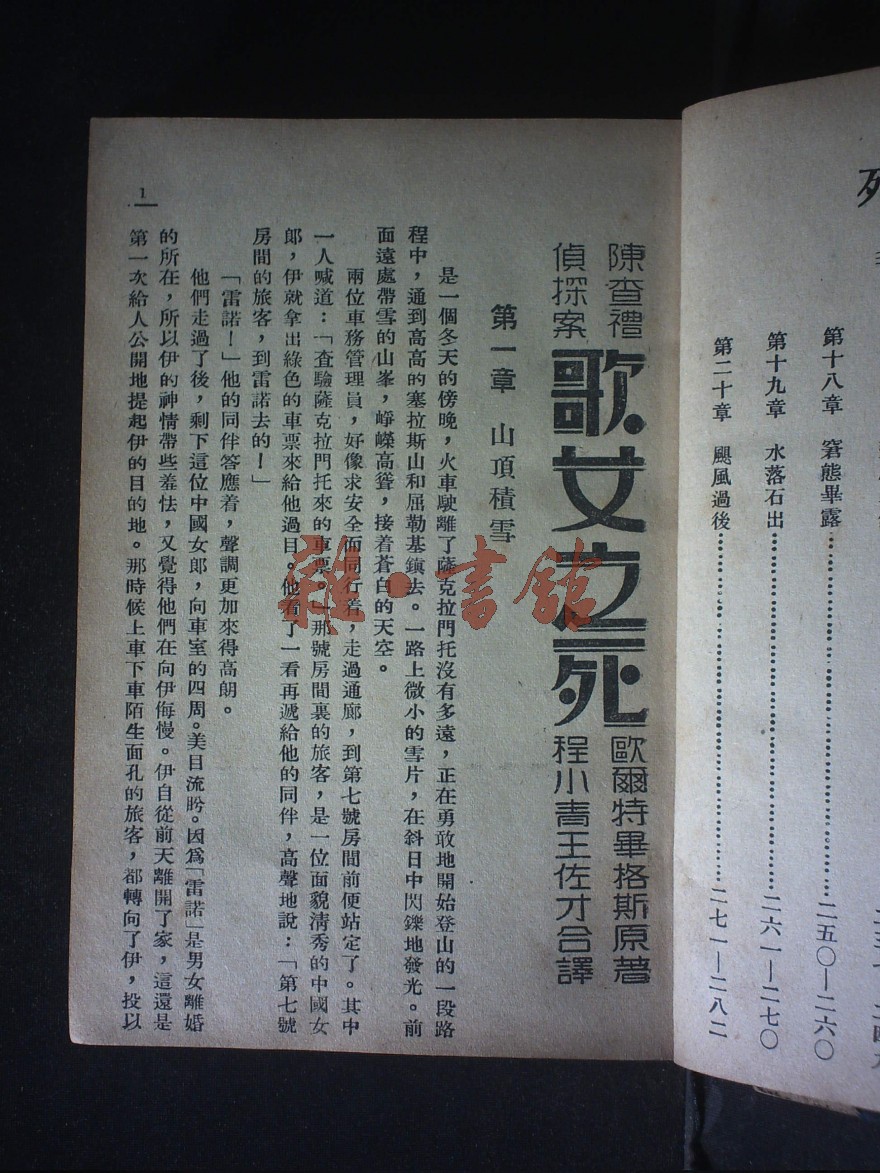 死
第十八章 窘態畢露 二五〇—二六〇
第十九章 水落石出 二六一—二七〇
第二十章 颶風過後 二七一—二八二
陳查禮
偵探案
歌女之死
歐爾特畢格斯原著
程小青王佐才合譯
第一章 山頂積雪
是一個冬天的傍晚，火車駛離了薩克拉門托沒有多遠，正在勇敢地開始登山的一段路
程中，通到高高的塞拉斯山和屈勒基鎮去。一路上微小的雪片，在斜日中閃鑠地發光。前
面遠處帶雪的山峯，崢嶸高聳，接着蒼白的天空。
兩位車務管理員，好像求安全而同行着，走過通廊，到第七號房間前便站定了。其中
一人喊道：「查驗薩克拉門托來的車票。」那號房間裏的旅客，是一位面貌清秀的中國女
郎，伊就拿出綠色的車票來給他過目。他看了一看再遞給他的同伴，高聲地說：「第七號
房間的旅客，到雷諾去的！」
「雷諾！」他的同伴答應着，聲調更加來得高朗。
他們走過了後，剩下這位中國女郎，向車室的四周。美目流盼。因爲「雷諾」是男女離婚
的所在，所以伊的神情帶些羞怯，又覺得他們在向伊侮慢。伊自從前天離開了家，這還是
第一次給人公開地提起伊的目的地。那時候上車下車陌生面孔的旅客，都轉向了伊，投以
1
雜·書館